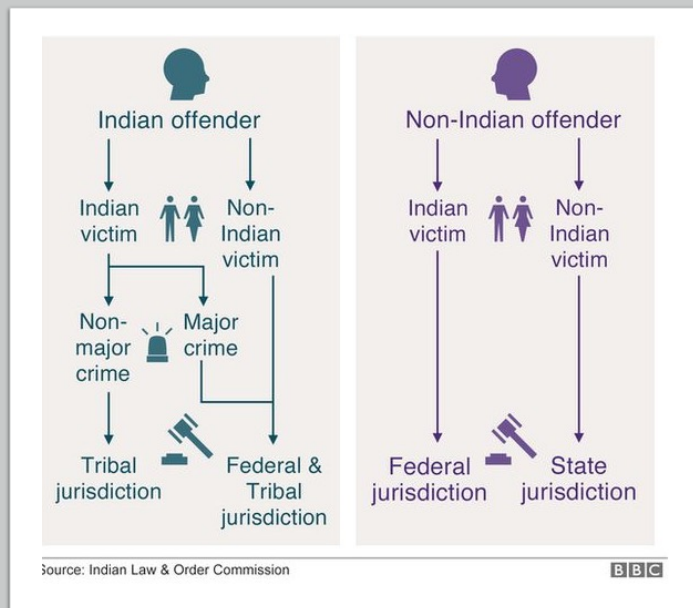 Indian offender
Non-Indian offender
Indian
victim
Non-
Indian
victim
Indian
victim
Non-
Indian
victim
Non-
major
crime
Major
crime
Tribal
jurisdiction
Federal &
Tribal
jurisdiction
Federal
jurisdiction
State
jurisdiction
Source: Indian Law & Order Commission
BBC